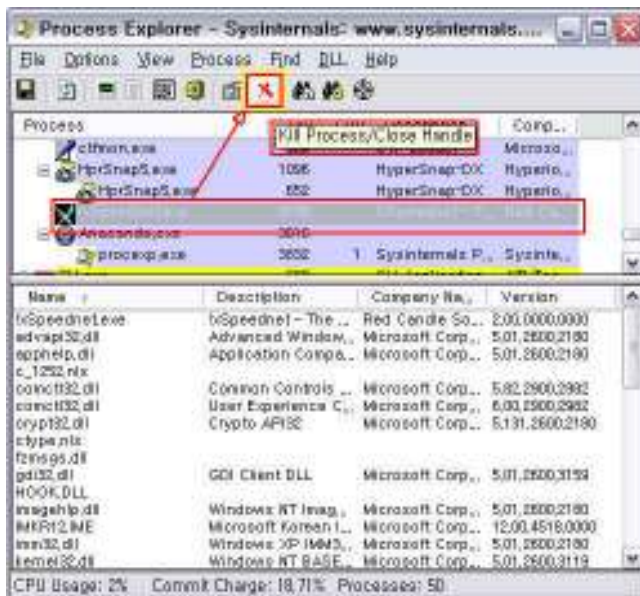 Process Explorer - Sysinternals: www.sysinternals....
File Options View Process Find DLL Help
Kill Process/Close Handle
Process Comp...
ctfmon.exe Microso...
HprSnap5.exe 1096 HyperSnap-DX Hyperio...
HprSnap5.exe 652 HyperSnap-DX Hyperio...
Red Ca...
procexp.exe 1 Sysinternals P... Sysinte...
Name Description Company Na... Version
txSpeednet.exe txSpeednet - The ... Red Candle So... 2.00.0000.0000
advapi32.dll Advanced Window... Microsoft Corp... 5.01.2600.2180
apphelp.dll Application Compa... Microsoft Corp... 5.01.2600.2180
c_1252.nls
comctl32.dll Common Controls ... Microsoft Corp... 5.82.2900.2982
comctl32.dll User Experience C... Microsoft Corp... 6.00.2900.2982
crypt32.dll Crypto API32 Microsoft Corp... 5.131.2600.2180
ctype.nls
fzmsgs.dll
gdi32.dll GDI Client DLL Microsoft Corp... 5.01.2600.3159
HOOK.DLL
imagehlp.dll Windows NT Imag... Microsoft Corp... 5.01.2600.2180
IMKR12.IME Microsoft Korean I... Microsoft Corp... 12.00.4518.0000
imm32.dll Windows XP IMM3... Microsoft Corp... 5.01.2600.2180
kernel32.dll Windows NT BASE... Microsoft Corp... 5.01.2600.3119
CPU Usage: 2% Commit Charge: 18.71% Processes: 50